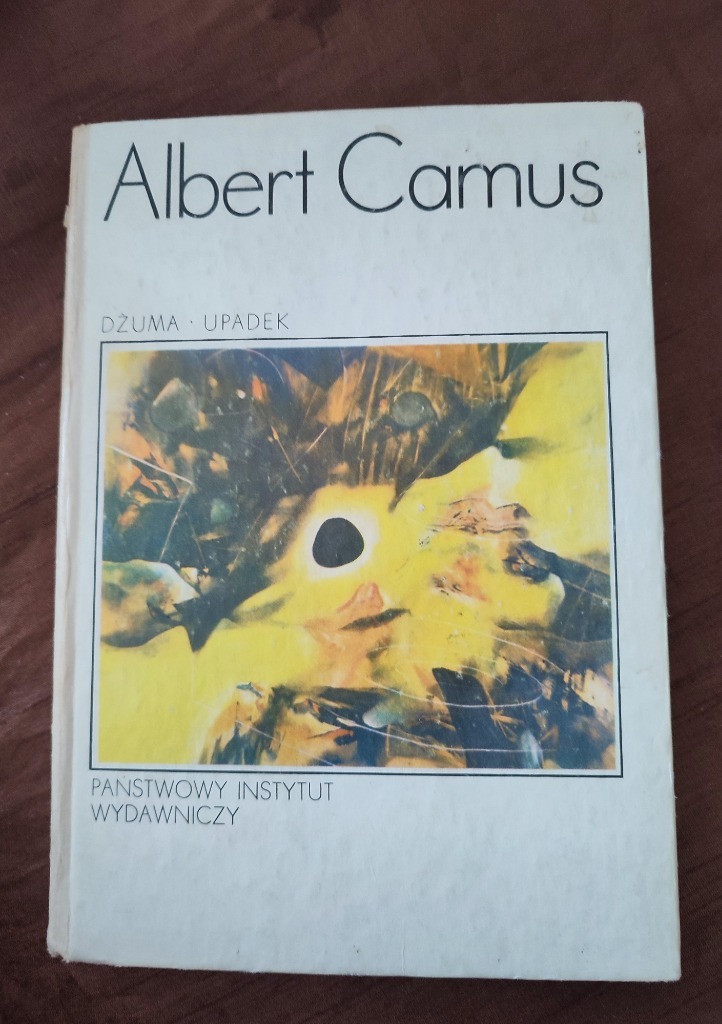 Albert Camus
DŻUMA · UPADEK
PAŃSTWOWY INSTYTUT
WYDAWNICZY